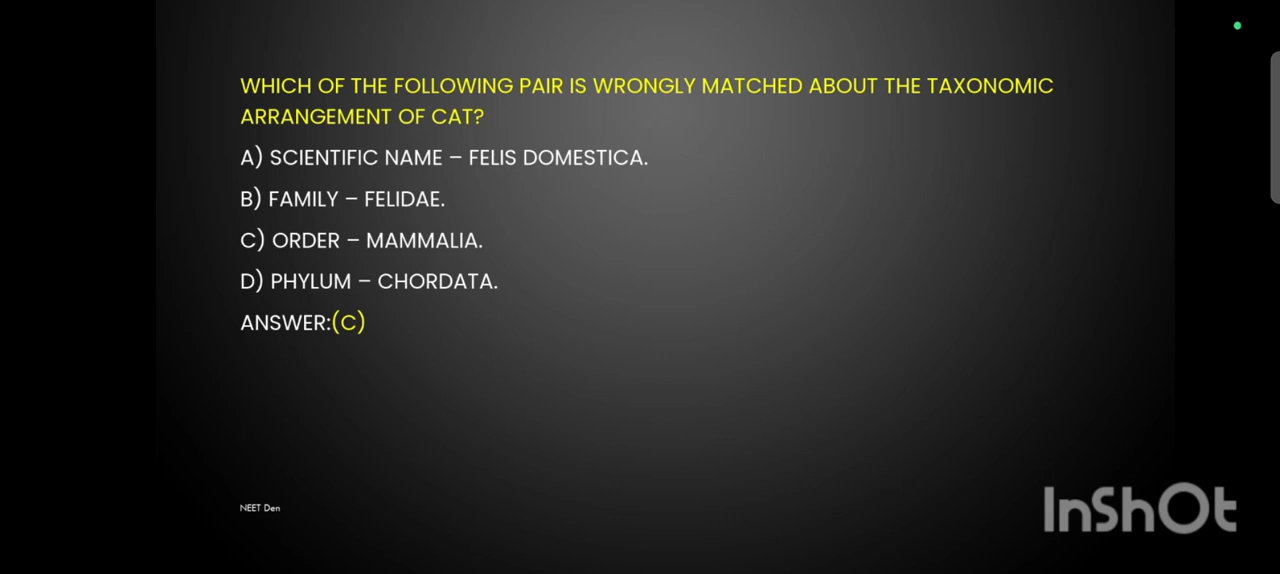 WHICH OF THE FOLLOWING PAIR IS WRONGLY MATCHED ABOUT THE TAXONOMIC
ARRANGEMENT OF CAT?
A) SCIENTIFIC NAME – FELIS DOMESTICA.
B) FAMILY – FELIDAE.
C) ORDER – MAMMALIA.
D) PHYLUM – CHORDATA.
ANSWER:(C)
NEET Den
InShOt